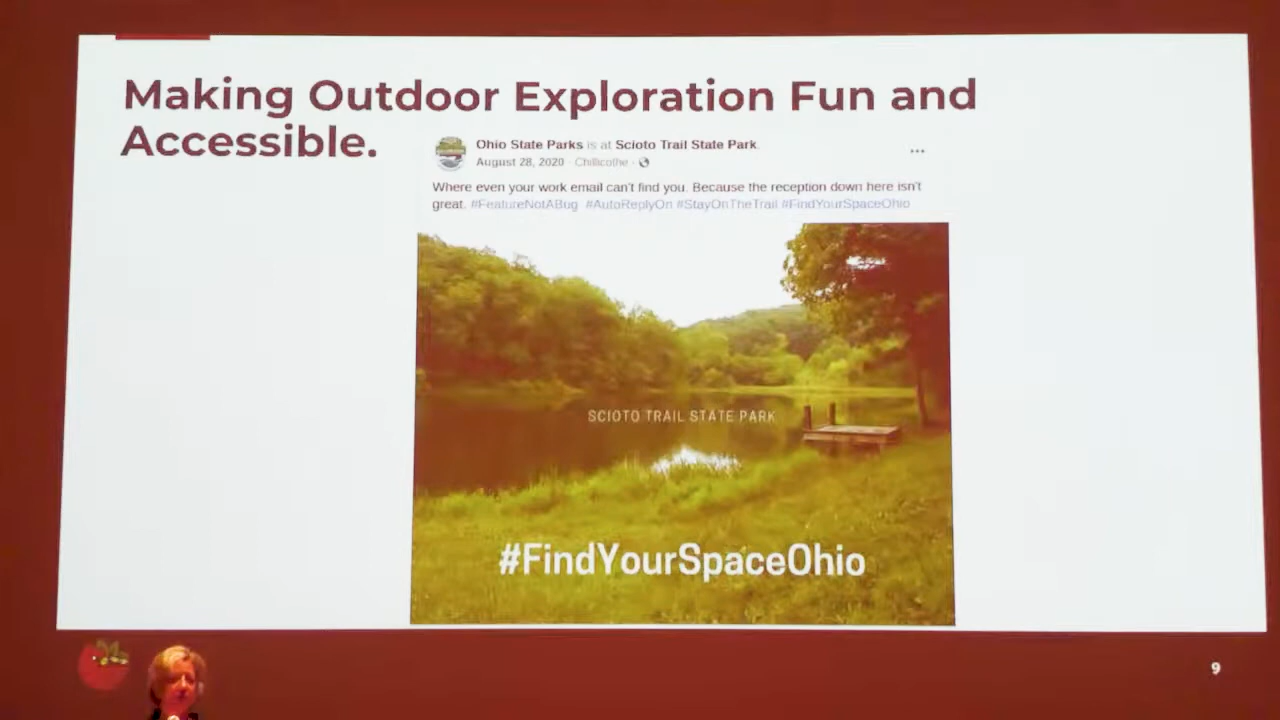 Making Outdoor Exploration Fun and
Accessible.
Ohio State Parks is at Scioto Trail State Park.
August 28, 2020 · Chillicothe ·
Where even your work email can't find you. Because the reception down here isn't
great. #FeatureNotABug #AutoReplyOn #StayOnTheTrail #FindYourSpaceOhio
SCIOTO TRAIL STATE PARK
#FindYourSpaceOhio
9